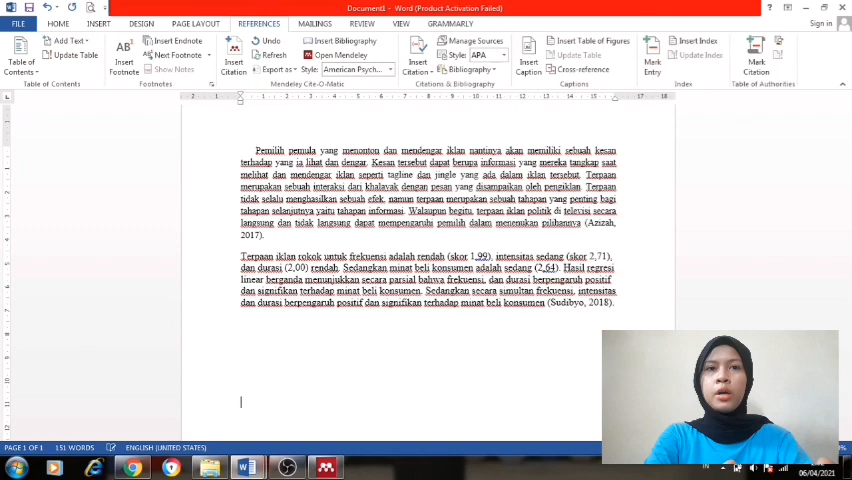 Document1 - Word (Product Activation Failed)
FILE HOME INSERT DESIGN PAGE LAYOUT REFERENCES MAILINGS REVIEW VIEW GRAMMARLY Sign in
Table of Contents
Add Text
Update Table
Table of Contents
AB
Insert Footnote
Insert Endnote
Next Footnote
Show Notes
Footnotes
Insert Citation
Undo
Refresh
Export as
Insert Bibliography
Open Mendeley
Style: American Psych...
Mendeley Cite-O-Matic
Insert Citation
Manage Sources
Style: APA
Bibliography
Citations & Bibliography
Insert Caption
Insert Table of Figures
Update Table
Cross-reference
Captions
Mark Entry
Insert Index
Update Index
Index
Mark Citation
Table of Authorities
Pemilih pemula yang menonton dan mendengar iklan nantinya akan memiliki sebuah kesan
terhadap yang ia lihat dan dengar. Kesan tersebut dapat berupa informasi yang mereka tangkap saat
melihat dan mendengar iklan seperti tagline dan jingle yang ada dalam iklan tersebut. Terpaan
merupakan sebuah interaksi dari khalayak dengan pesan yang disampaikan oleh pengiklan. Terpaan
tidak selalu menghasilkan sebuah efek, namun terpaan merupakan sebuah tahapan yang penting bagi
tahapan selanjutnya yaitu tahapan informasi. Walaupun begitu, terpaan iklan politik di televisi secara
langsung dan tidak langsung dapat mempengaruhi pemilih dalam menentukan pilihannya (Azizah,
2017).
Terpaan iklan rokok untuk frekuensi adalah rendah (skor 1,99), intensitas sedang (skor 2,71),
dan durasi (2,00) rendah. Sedangkan minat beli konsumen adalah sedang (2,64). Hasil regresi
linear berganda menunjukkan secara parsial bahwa frekuensi, dan durasi berpengaruh positif
dan signifikan terhadap minat beli konsumen. Sedangkan secara simultan frekuensi, intensitas
dan durasi berpengaruh positif dan signifikan terhadap minat beli konsumen (Sudibyo, 2018).
PAGE 1 OF 1 151 WORDS ENGLISH (UNITED STATES)
IN
06/04/2021